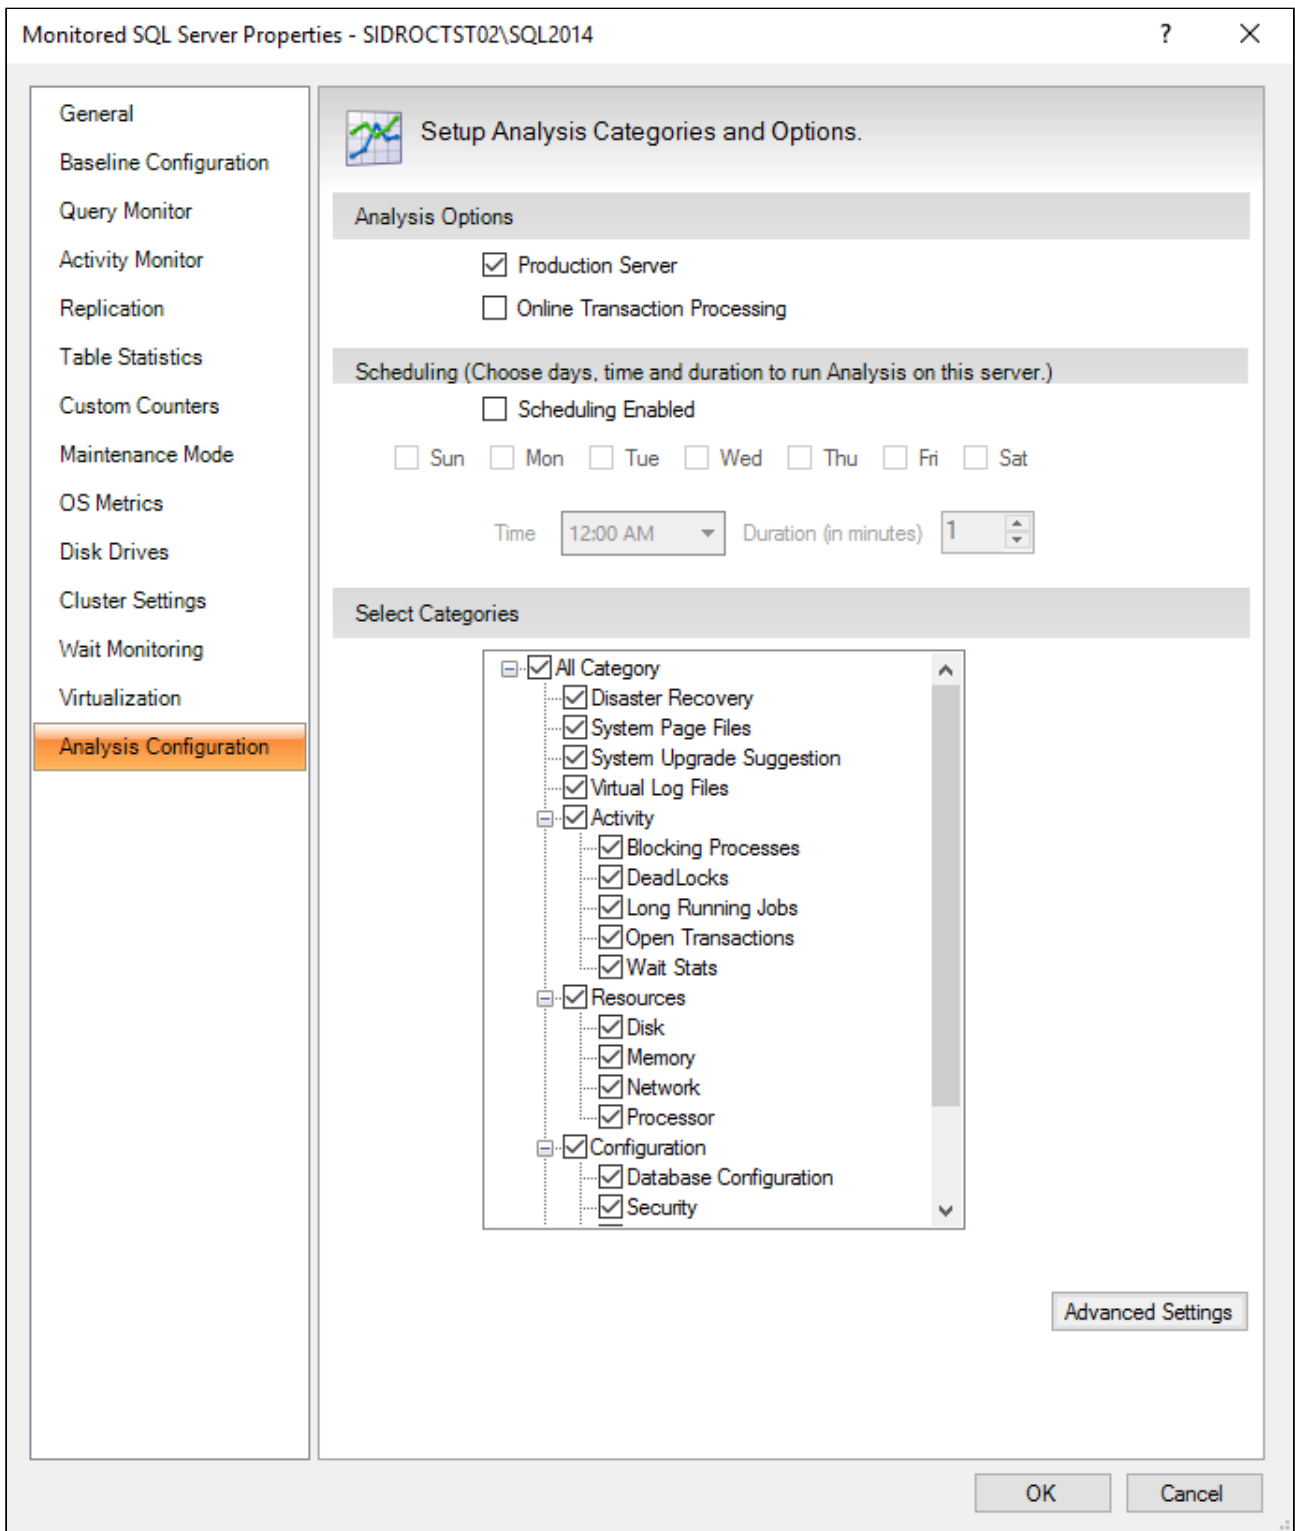 Monitored SQL Server Properties - SIDROCTST02\SQL2014
?
General
Baseline Configuration
Query Monitor
Activity Monitor
Replication
Table Statistics
Custom Counters
Maintenance Mode
OS Metrics
Disk Drives
Cluster Settings
Wait Monitoring
Virtualization
Analysis Configuration
Setup Analysis Categories and Options.
Analysis Options
Production Server
Online Transaction Processing
Scheduling (Choose days, time and duration to run Analysis on this server.)
Scheduling Enabled
Sun Mon Tue Wed Thu Fri Sat
Time 12:00 AM Duration (in minutes) 1
Select Categories
All Category
Disaster Recovery
System Page Files
System Upgrade Suggestion
Virtual Log Files
Activity
Blocking Processes
DeadLocks
Long Running Jobs
Open Transactions
Wait Stats
Resources
Disk
Memory
Network
Processor
Configuration
Database Configuration
Security
Advanced Settings
OK Cancel